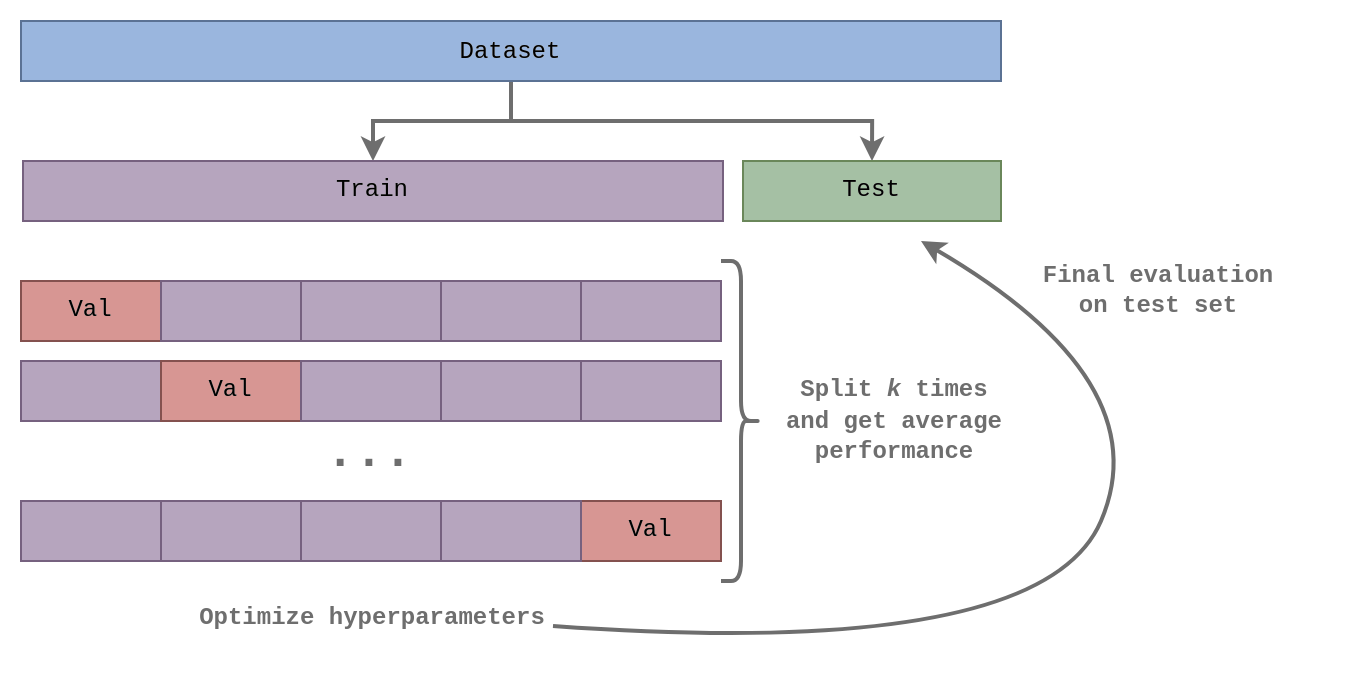 Dataset
Train
Test
Final evaluation
on test set
Val
Val
Split k times
and get average
performance
...
Val
Optimize hyperparameters